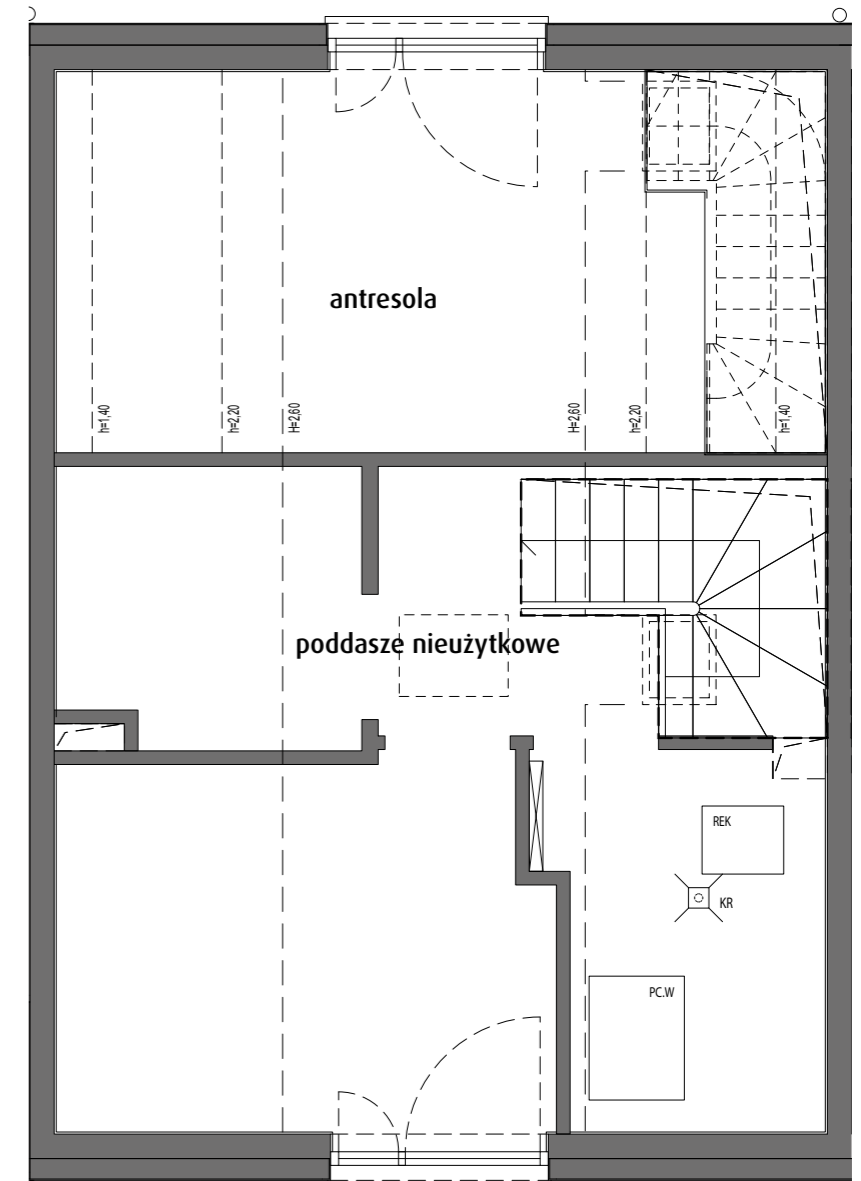 antresola
h=1,40
h=2,20
H=2,60
H=2,60
h=2,20
h=1,40
poddasze nieużytkowe
REK
KR
PC.W